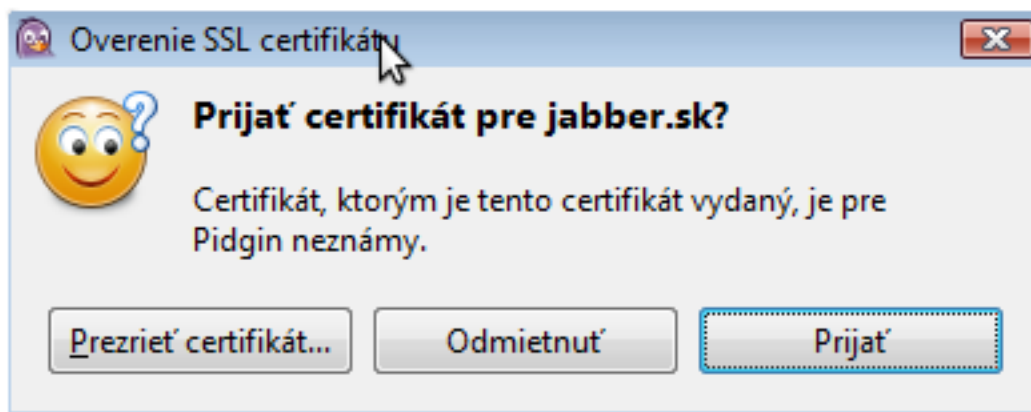 Overenie SSL certifikátu
Prijať certifikát pre jabber.sk?
Certifikát, ktorým je tento certifikát vydaný, je pre
Pidgin neznámy.
Prezrieť certifikát...
Odmietnuť
Prijať